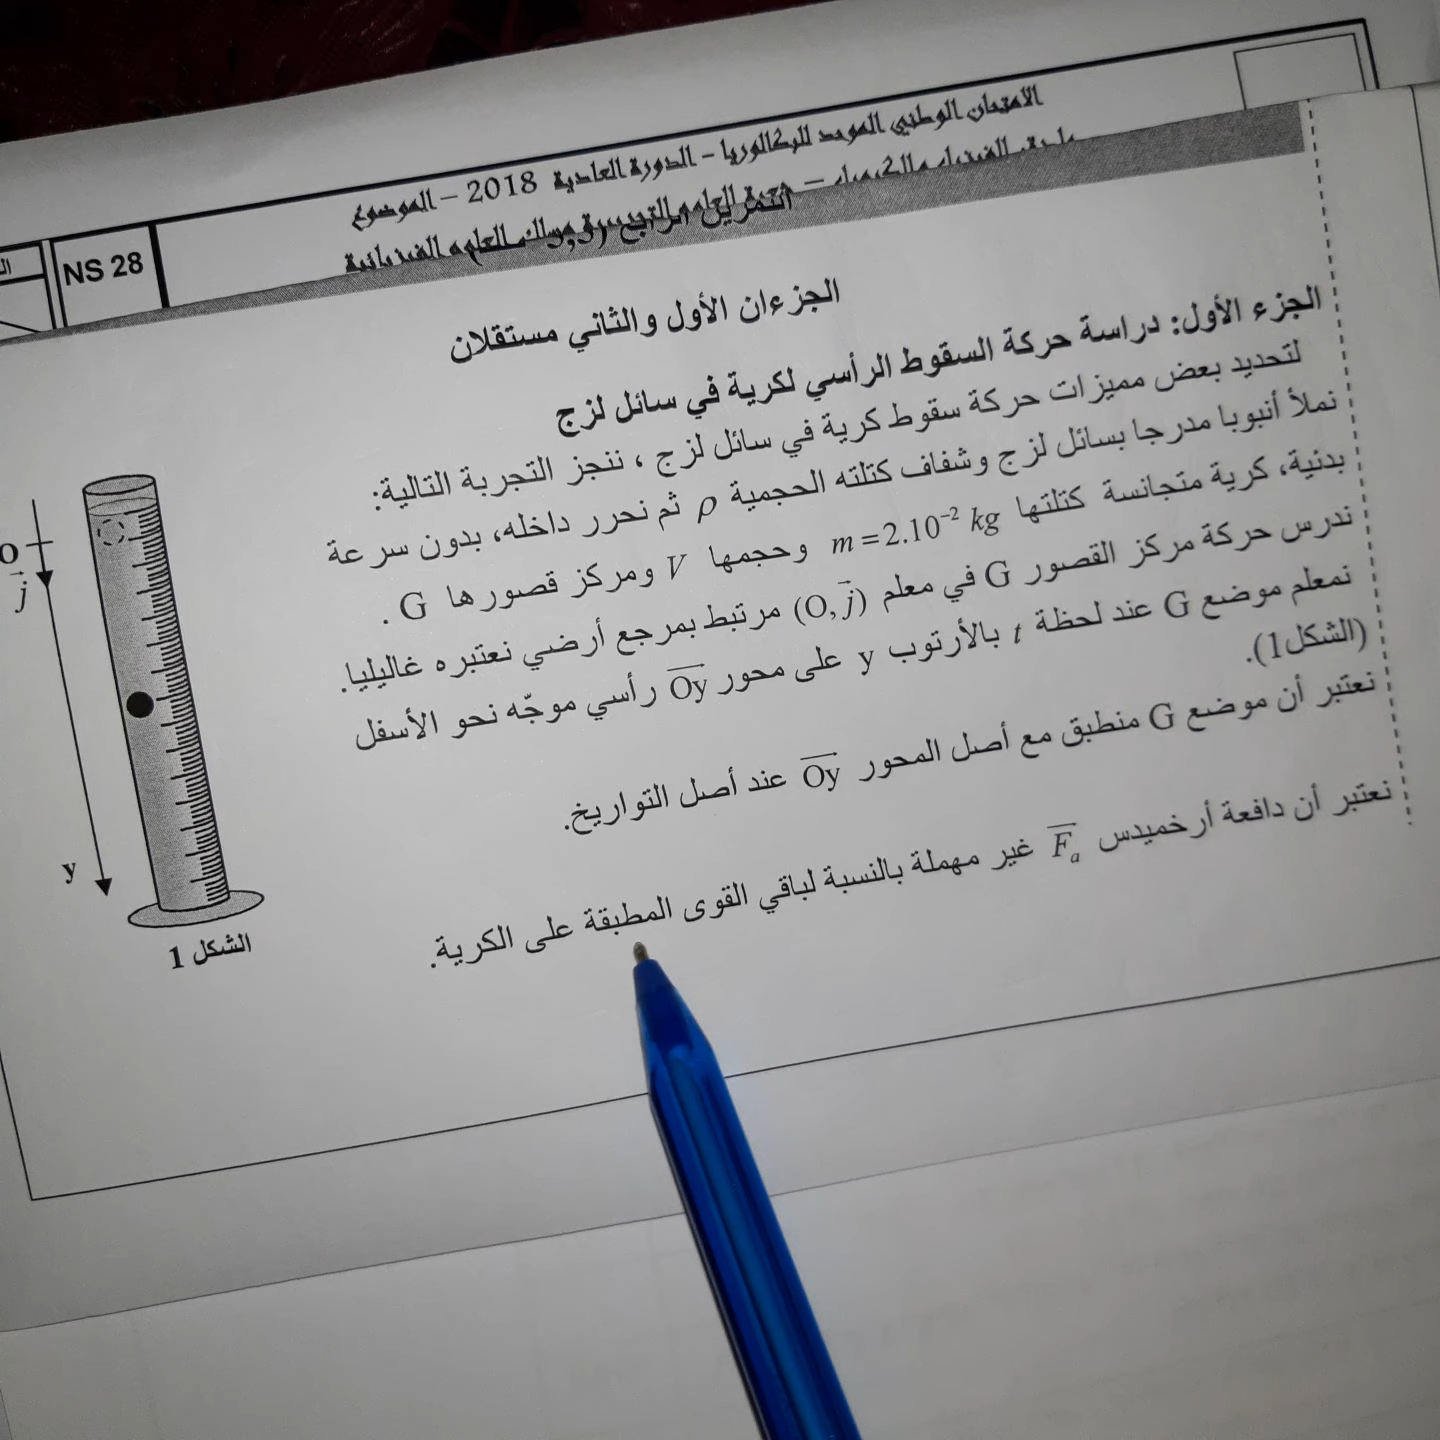 الامتحان الوطني الموحد للبكالوريا - الدورة العادية 2018 - الموضوع
NS 28
الجزءان الأول والثاني مستقلان
الجزء الأول: دراسة حركة السقوط الرأسي لكرية في سائل لزج
لتحديد بعض مميزات حركة سقوط كرية في سائل لزج ، ننجز التجربة التالية:
نملأ أنبوبا مدرجا بسائل لزج وشفاف كتلته الحجمية ρ ثم نحرر داخله، بدون سرعة
بدئية، كرية متجانسة كتلتها m = 2.10⁻² kg وحجمها V ومركز قصورها G .
ندرس حركة مركز القصور G في معلم (O, j⃗) مرتبط بمرجع أرضي نعتبره غاليليا.
نمعلم موضع G عند لحظة t بالأرتوب y على محور Oy رأسي موجّه نحو الأسفل
(الشكل1).
نعتبر أن موضع G منطبق مع أصل المحور Oy عند أصل التواريخ.
نعتبر أن دافعة أرخميدس F⃗ₐ غير مهملة بالنسبة لباقي القوى المطبقة على الكرية.
O
j⃗
y
الشكل 1